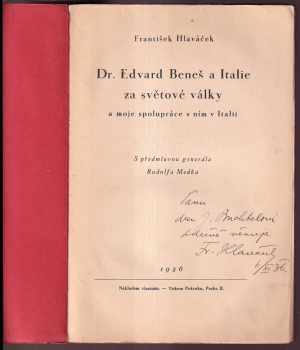 František Hlaváček
Dr. Edvard Beneš a Italie
za světové války
a moje spolupráce s ním v Italii
S předmluvou generála
Rudolfa Medka
Panu
věnuje
Fr. Hlaváček
1936
Nákladem vlastním — Tiskem Pokroku, Praha II.